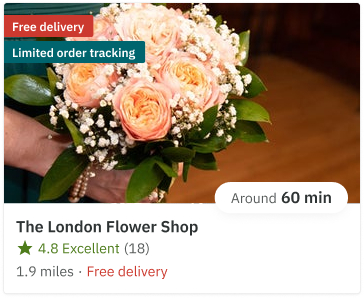 Free delivery
Limited order tracking
Around 60 min
The London Flower Shop
4.8 Excellent (18)
1.9 miles · Free delivery